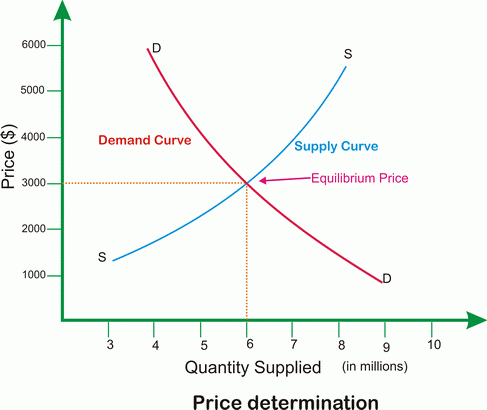 6000
5000
4000
3000
2000
1000
Price ($)
D
S
Demand Curve
Supply Curve
Equilibrium Price
S
D
3 4 5 6 7 8 9 10
Quantity Supplied (in millions)
Price determination